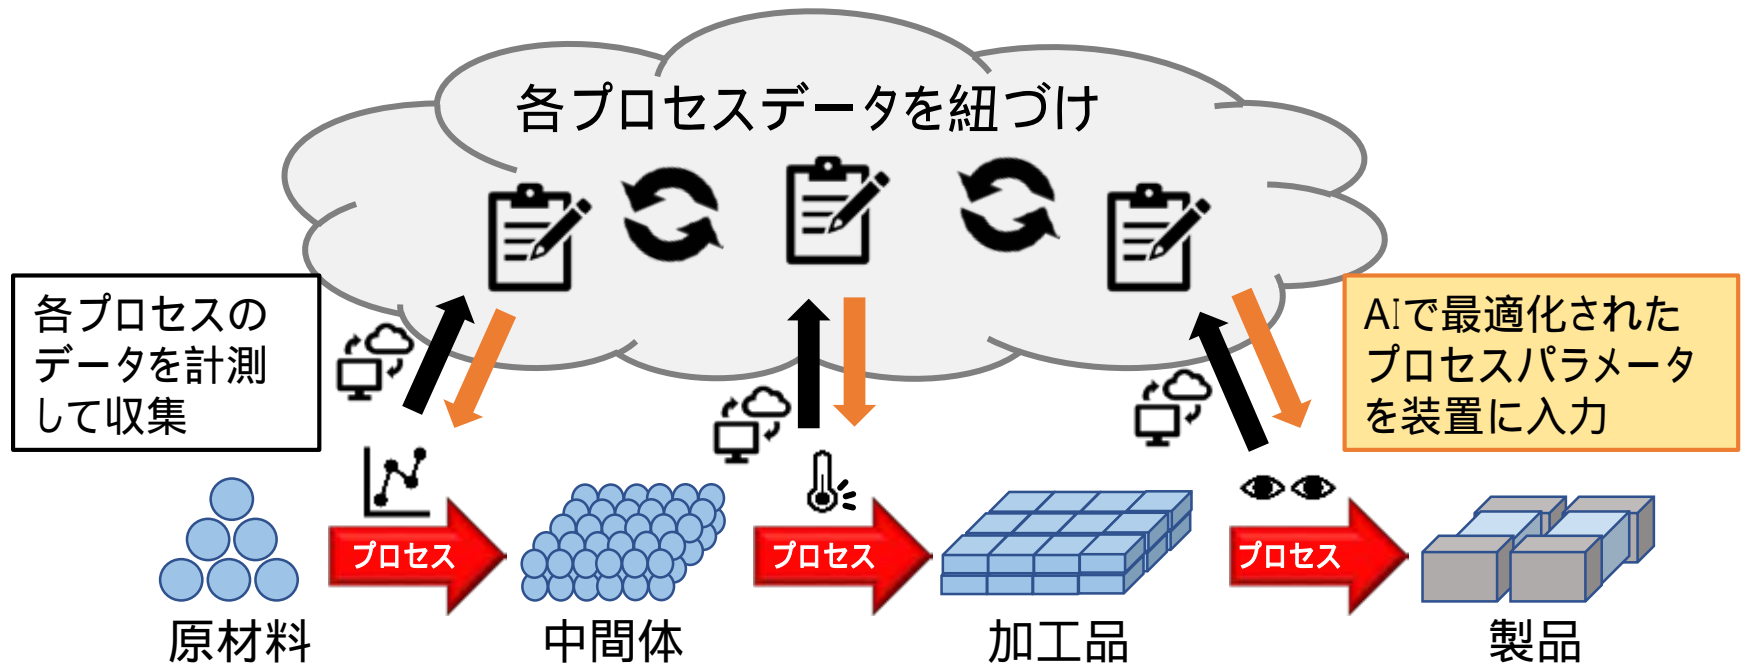 各プロセスデータを紐づけ
各プロセスの
データを計測
して収集
AIで最適化された
プロセスパラメータ
を装置に入力
プロセス
プロセス
プロセス
原材料
中間体
加工品
製品